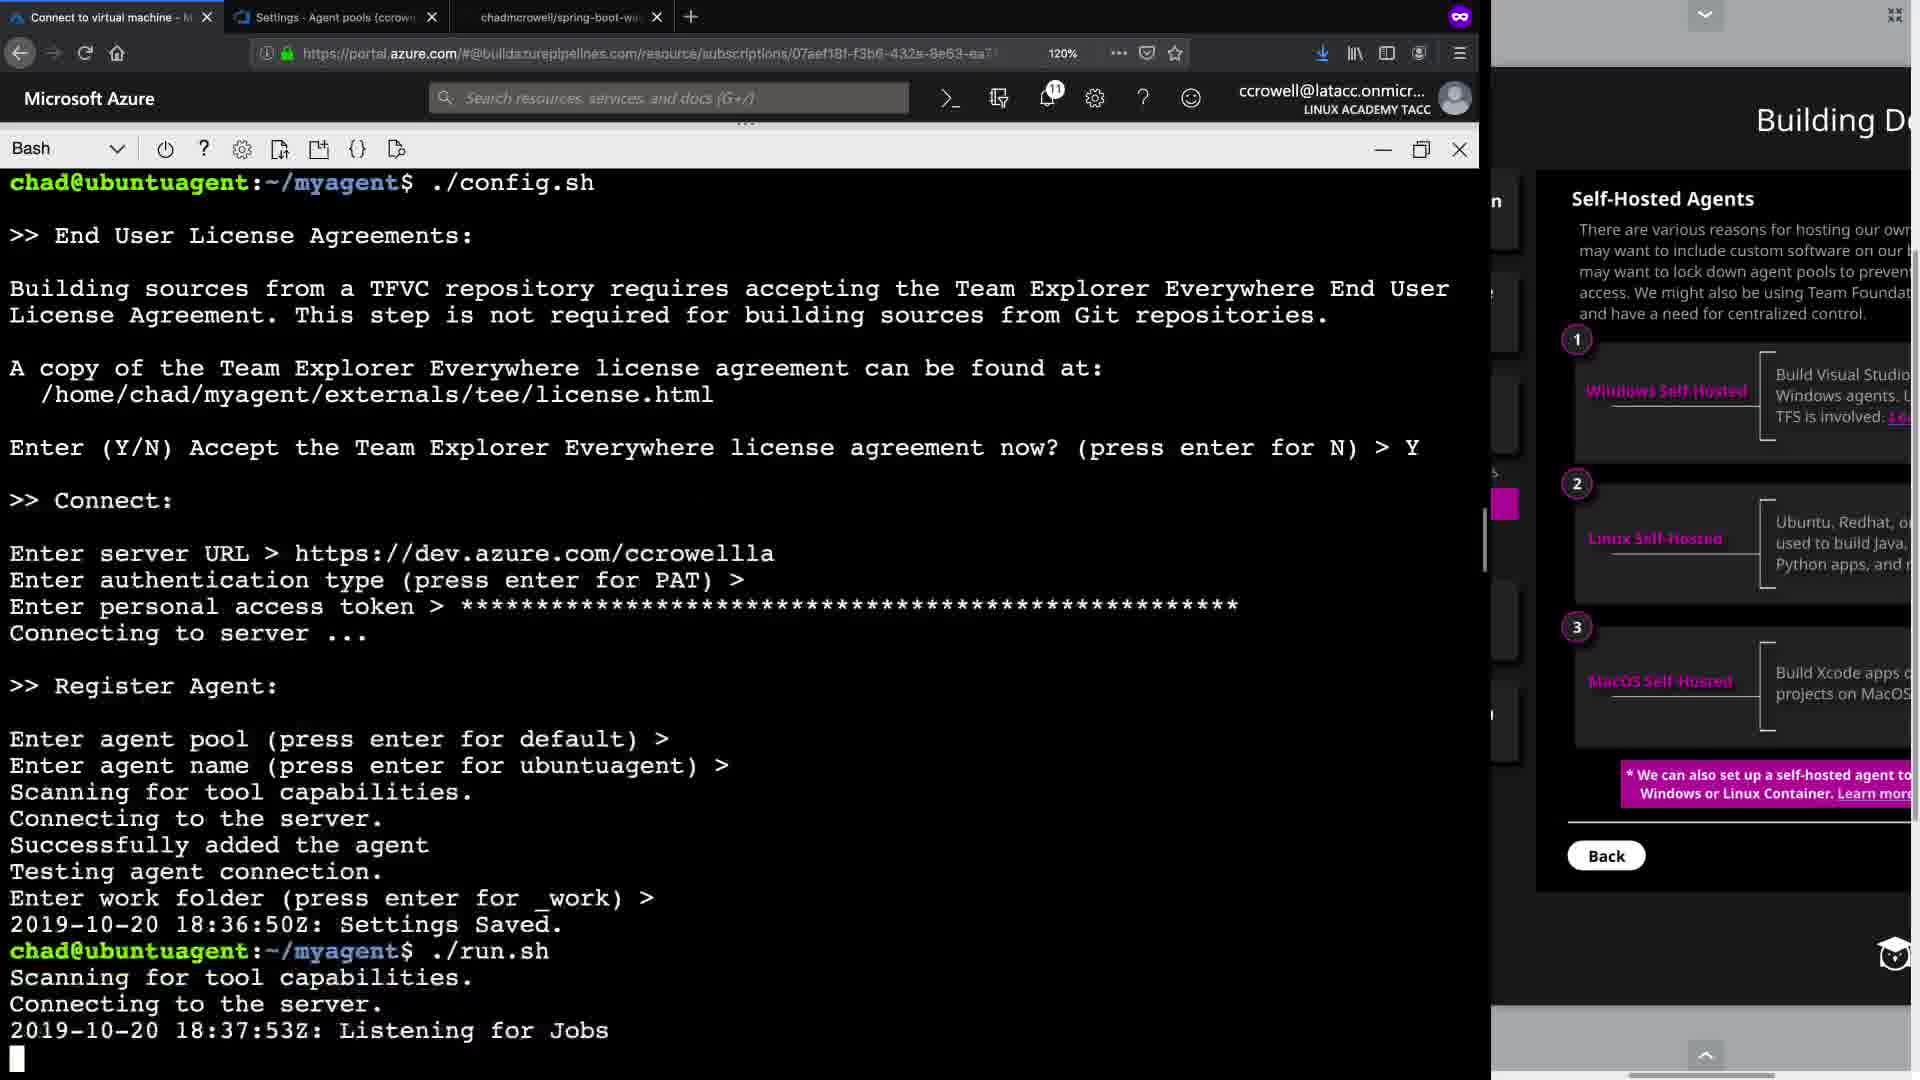 Connect to virtual machine - M
Settings - Agent pools (ccrow
chadmcrowell/spring-boot-we
120%
Microsoft Azure
Search resources, services, and docs (G+/)
11
ccrowell@latacc.onmicr...
LINUX ACADEMY TACC
Bash
chad@ubuntuagent:~/myagent$ ./config.sh
>> End User License Agreements:
Building sources from a TFVC repository requires accepting the Team Explorer Everywhere End User
License Agreement. This step is not required for building sources from Git repositories.
A copy of the Team Explorer Everywhere license agreement can be found at:
/home/chad/myagent/externals/tee/license.html
Enter (Y/N) Accept the Team Explorer Everywhere license agreement now? (press enter for N) > Y
>> Connect:
Enter server URL > https://dev.azure.com/ccrowellla
Enter authentication type (press enter for PAT) >
Enter personal access token > ****************************************************
Connecting to server ...
>> Register Agent:
Enter agent pool (press enter for default) >
Enter agent name (press enter for ubuntuagent) >
Scanning for tool capabilities.
Connecting to the server.
Successfully added the agent
Testing agent connection.
Enter work folder (press enter for _work) >
2019-10-20 18:36:50Z: Settings Saved.
chad@ubuntuagent:~/myagent$ ./run.sh
Scanning for tool capabilities.
Connecting to the server.
2019-10-20 18:37:53Z: Listening for Jobs
Building De
Self-Hosted Agents
There are various reasons for hosting our own
may want to include custom software on our b
may want to lock down agent pools to preven
access. We might also be using Team Foundat
and have a need for centralized control.
1
Windows Self-Hosted
Build Visual Studio
Windows agents. U
TFS is involved.
2
Linux Self-Hosted
Ubuntu, Redhat, or
used to build Java,
Python apps, and r
3
MacOS Self-Hosted
Build Xcode apps o
projects on MacOS
* We can also set up a self-hosted agent to
Windows or Linux Container. Learn more
Back